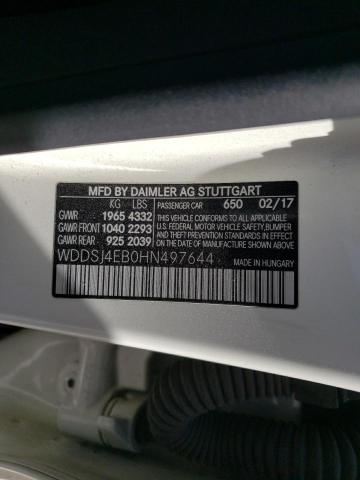 MFD BY DAIMLER AG STUTTGART
KG LBS PASSENGER CAR 650 02/17
GVWR 1965 4332 THIS VEHICLE CONFORMS TO ALL APPLI-
GAWR FRONT 1040 2293 CABLE U.S. FEDERAL MOTOR VEHICLE SAFETY, BUMPER
GAWR REAR 925 2039 AND THEFT PREVENTION STANDARDS IN
WDDSJ4EB0HN497644 EFFECT ON THE DATE OF MANUFACTURE SHOWN ABOVE.
MADE IN HUNGARY